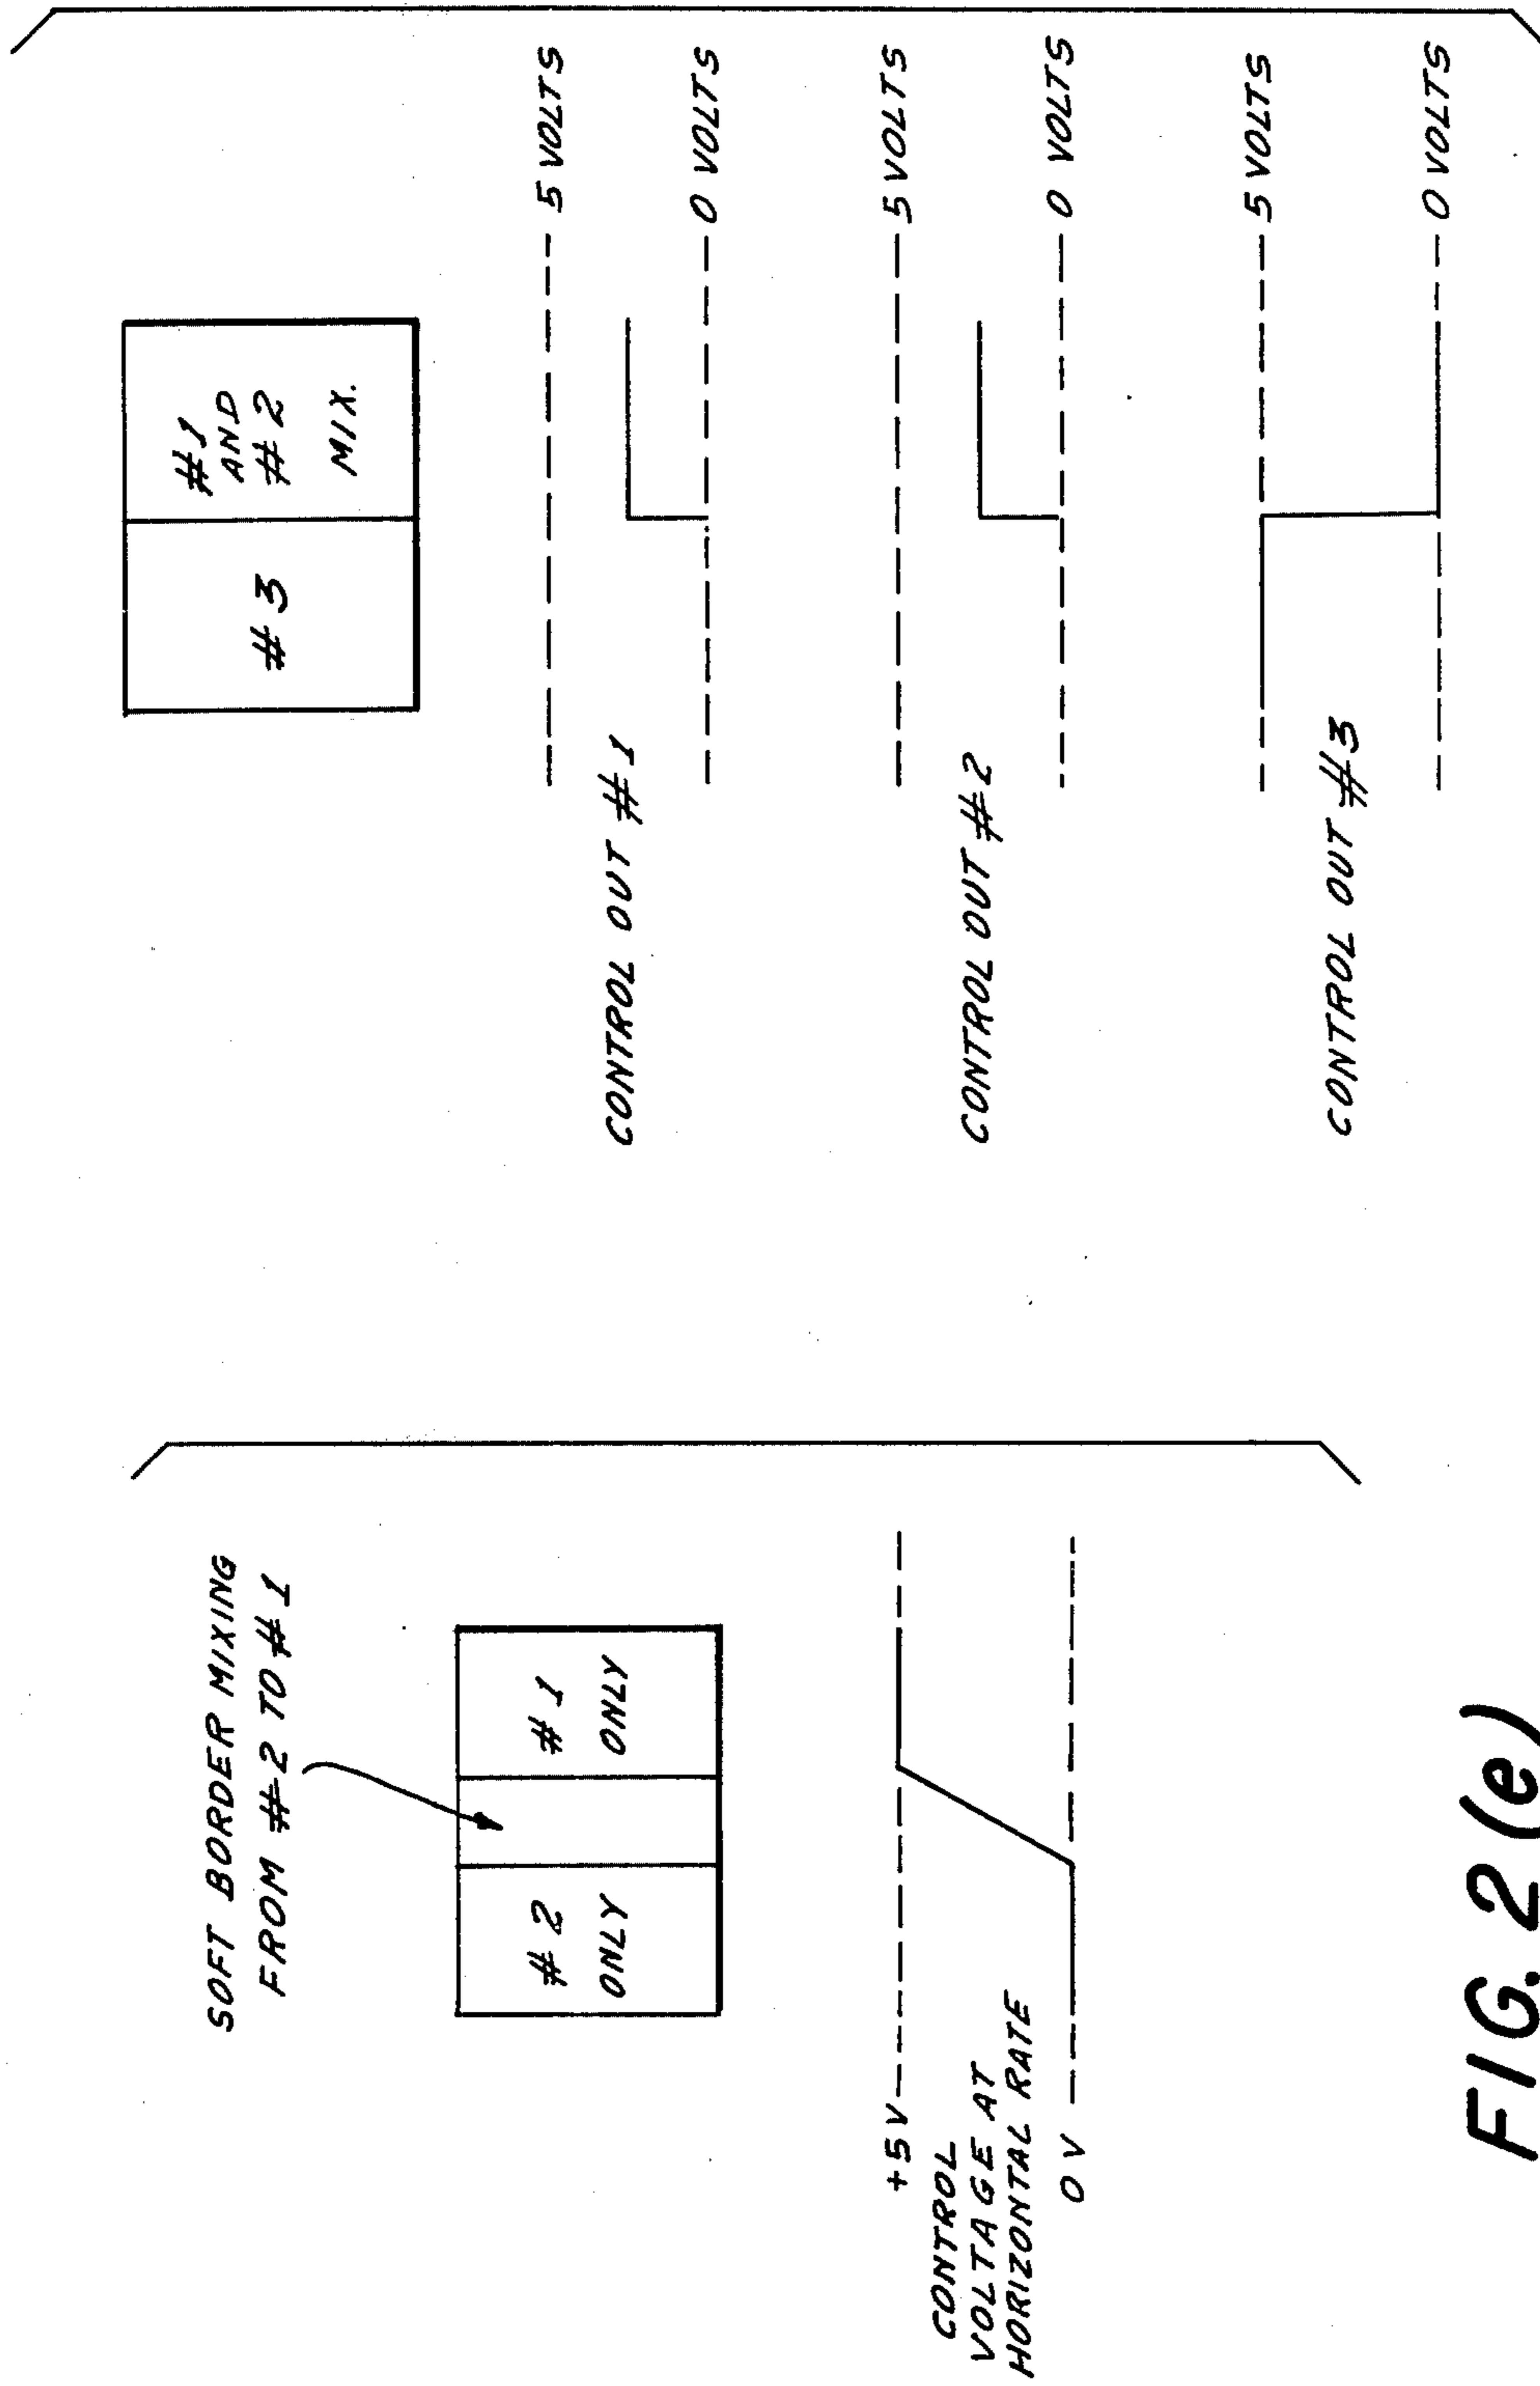 SOFT BORDER MIXING
FROM #2 TO #1
#2
ONLY
#1
ONLY
+5V
CONTROL
VOLTAGE AT
HORIZONTAL RATE
0V
FIG. 2(e)
#3
#1
AND
#2
MIX.
5 VOLTS
CONTROL OUT #1
0 VOLTS
5 VOLTS
CONTROL OUT #2
0 VOLTS
5 VOLTS
CONTROL OUT #3
0 VOLTS